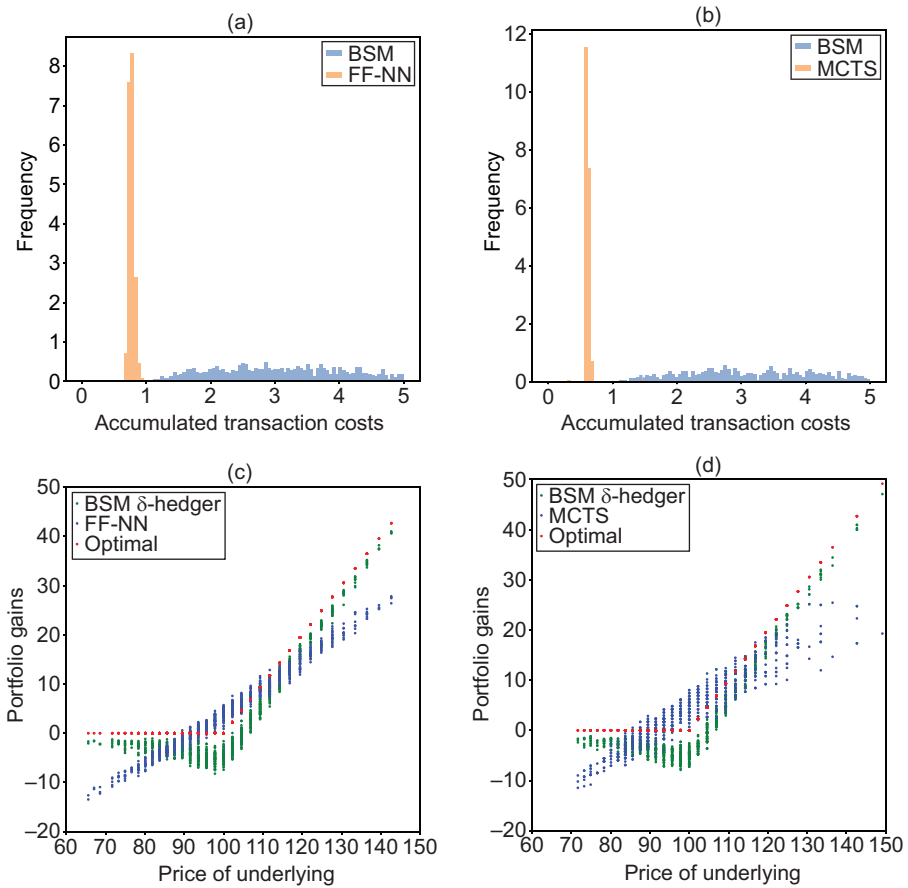 (a)
BSM
FF-NN
Frequency
8
7
6
5
4
3
2
1
0
0 1 2 3 4 5
Accumulated transaction costs
(b)
BSM
MCTS
Frequency
12
10
8
6
4
2
0
0 1 2 3 4 5
Accumulated transaction costs
(c)
BSM δ-hedger
FF-NN
Optimal
Portfolio gains
50
40
30
20
10
0
–10
–20
60 70 80 90 100 110 120 130 140 150
Price of underlying
(d)
BSM δ-hedger
MCTS
Optimal
Portfolio gains
50
40
30
20
10
0
–10
–20
60 70 80 90 100 110 120 130 140 150
Price of underlying